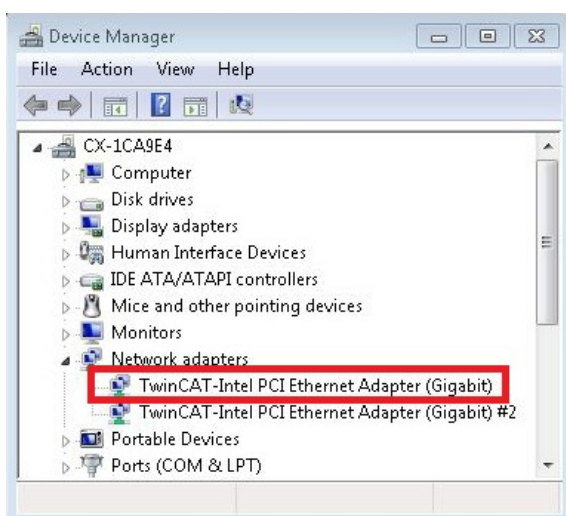 Device Manager
File Action View Help
CX-1CA9E4
Computer
Disk drives
Display adapters
Human Interface Devices
IDE ATA/ATAPI controllers
Mice and other pointing devices
Monitors
Network adapters
TwinCAT-Intel PCI Ethernet Adapter (Gigabit)
TwinCAT-Intel PCI Ethernet Adapter (Gigabit) #2
Portable Devices
Ports (COM & LPT)